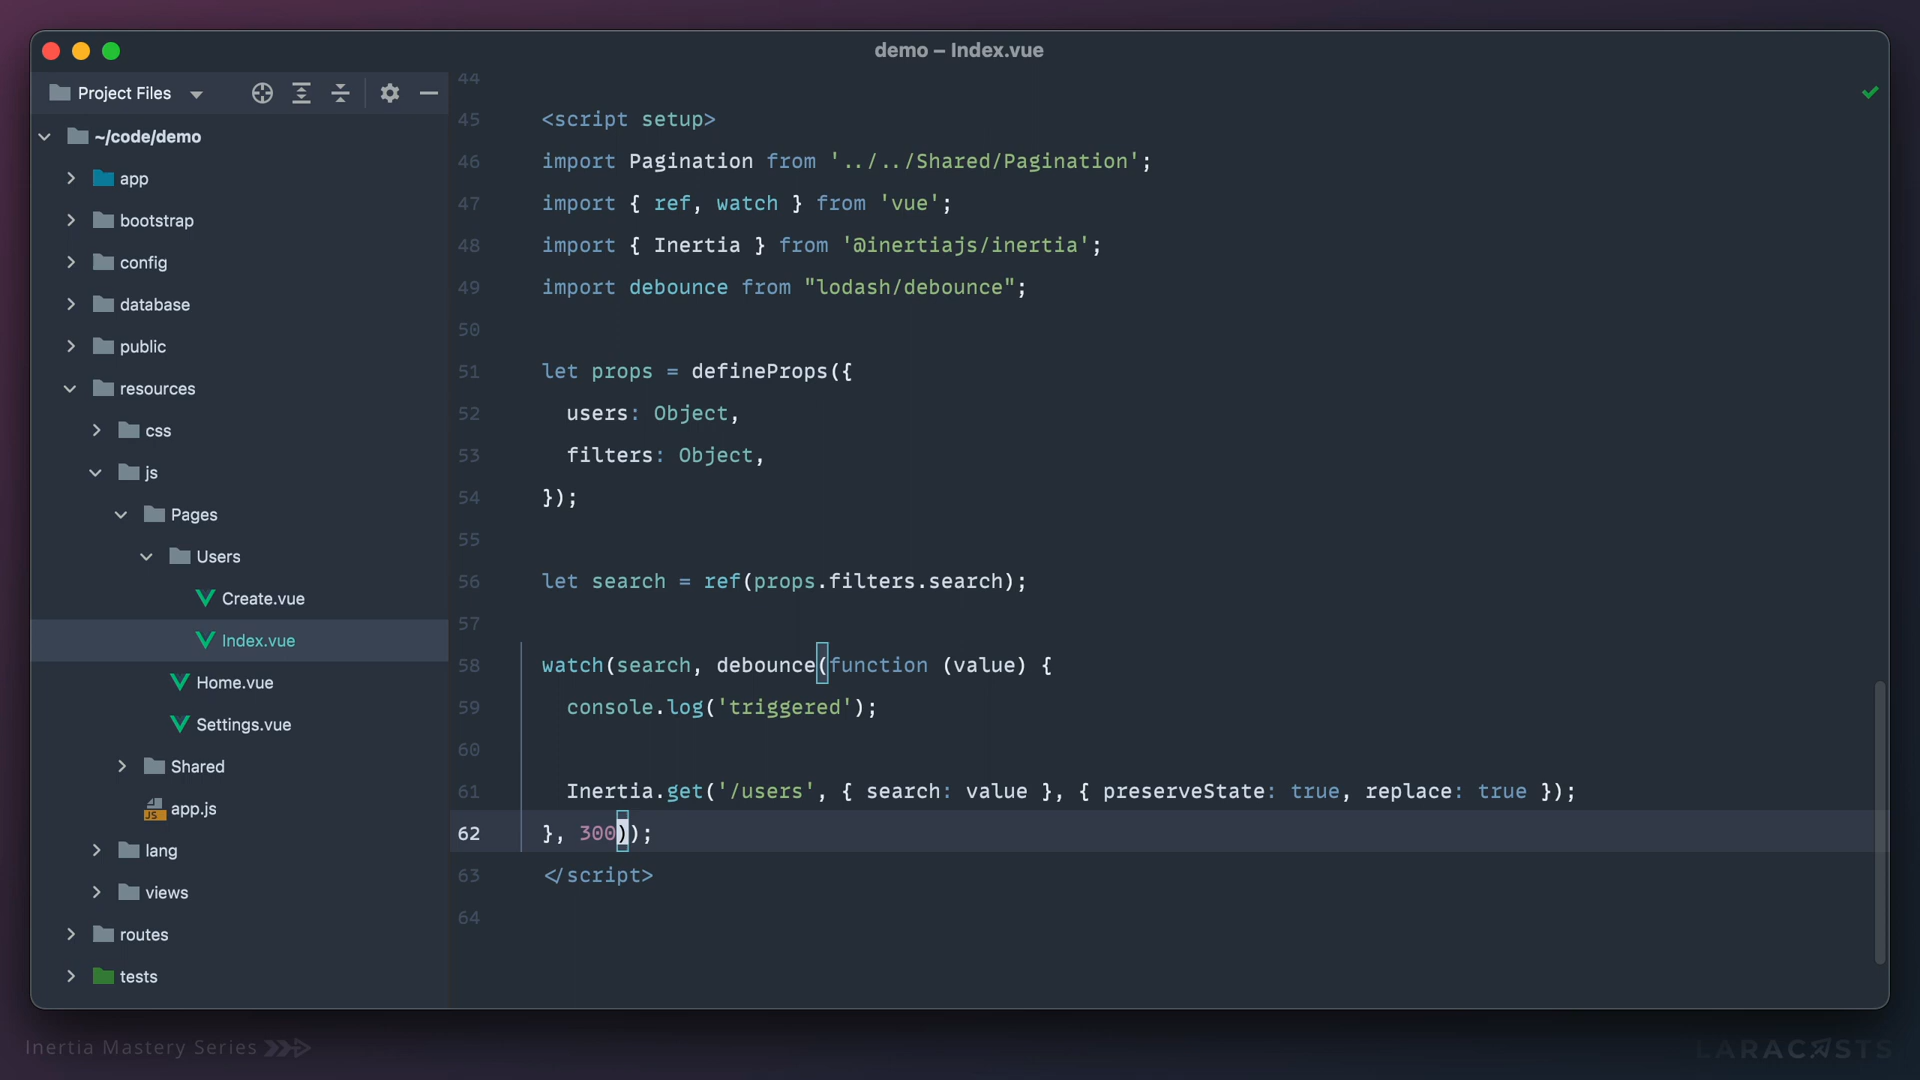 demo – Index.vue
Project Files
~/code/demo
app
bootstrap
config
database
public
resources
css
js
Pages
Users
Create.vue
Index.vue
Home.vue
Settings.vue
Shared
JS
app.js
lang
views
routes
tests
44
45 <script setup>
46 import Pagination from '../../Shared/Pagination';
47 import { ref, watch } from 'vue';
48 import { Inertia } from '@inertiajs/inertia';
49 import debounce from "lodash/debounce";
50
51 let props = defineProps({
52 users: Object,
53 filters: Object,
54 });
55
56 let search = ref(props.filters.search);
57
58 watch(search, debounce(function (value) {
59 console.log('triggered');
60
61 Inertia.get('/users', { search: value }, { preserveState: true, replace: true });
62 }, 300));
63 </script>
64
Inertia Mastery Series
LARACASTS